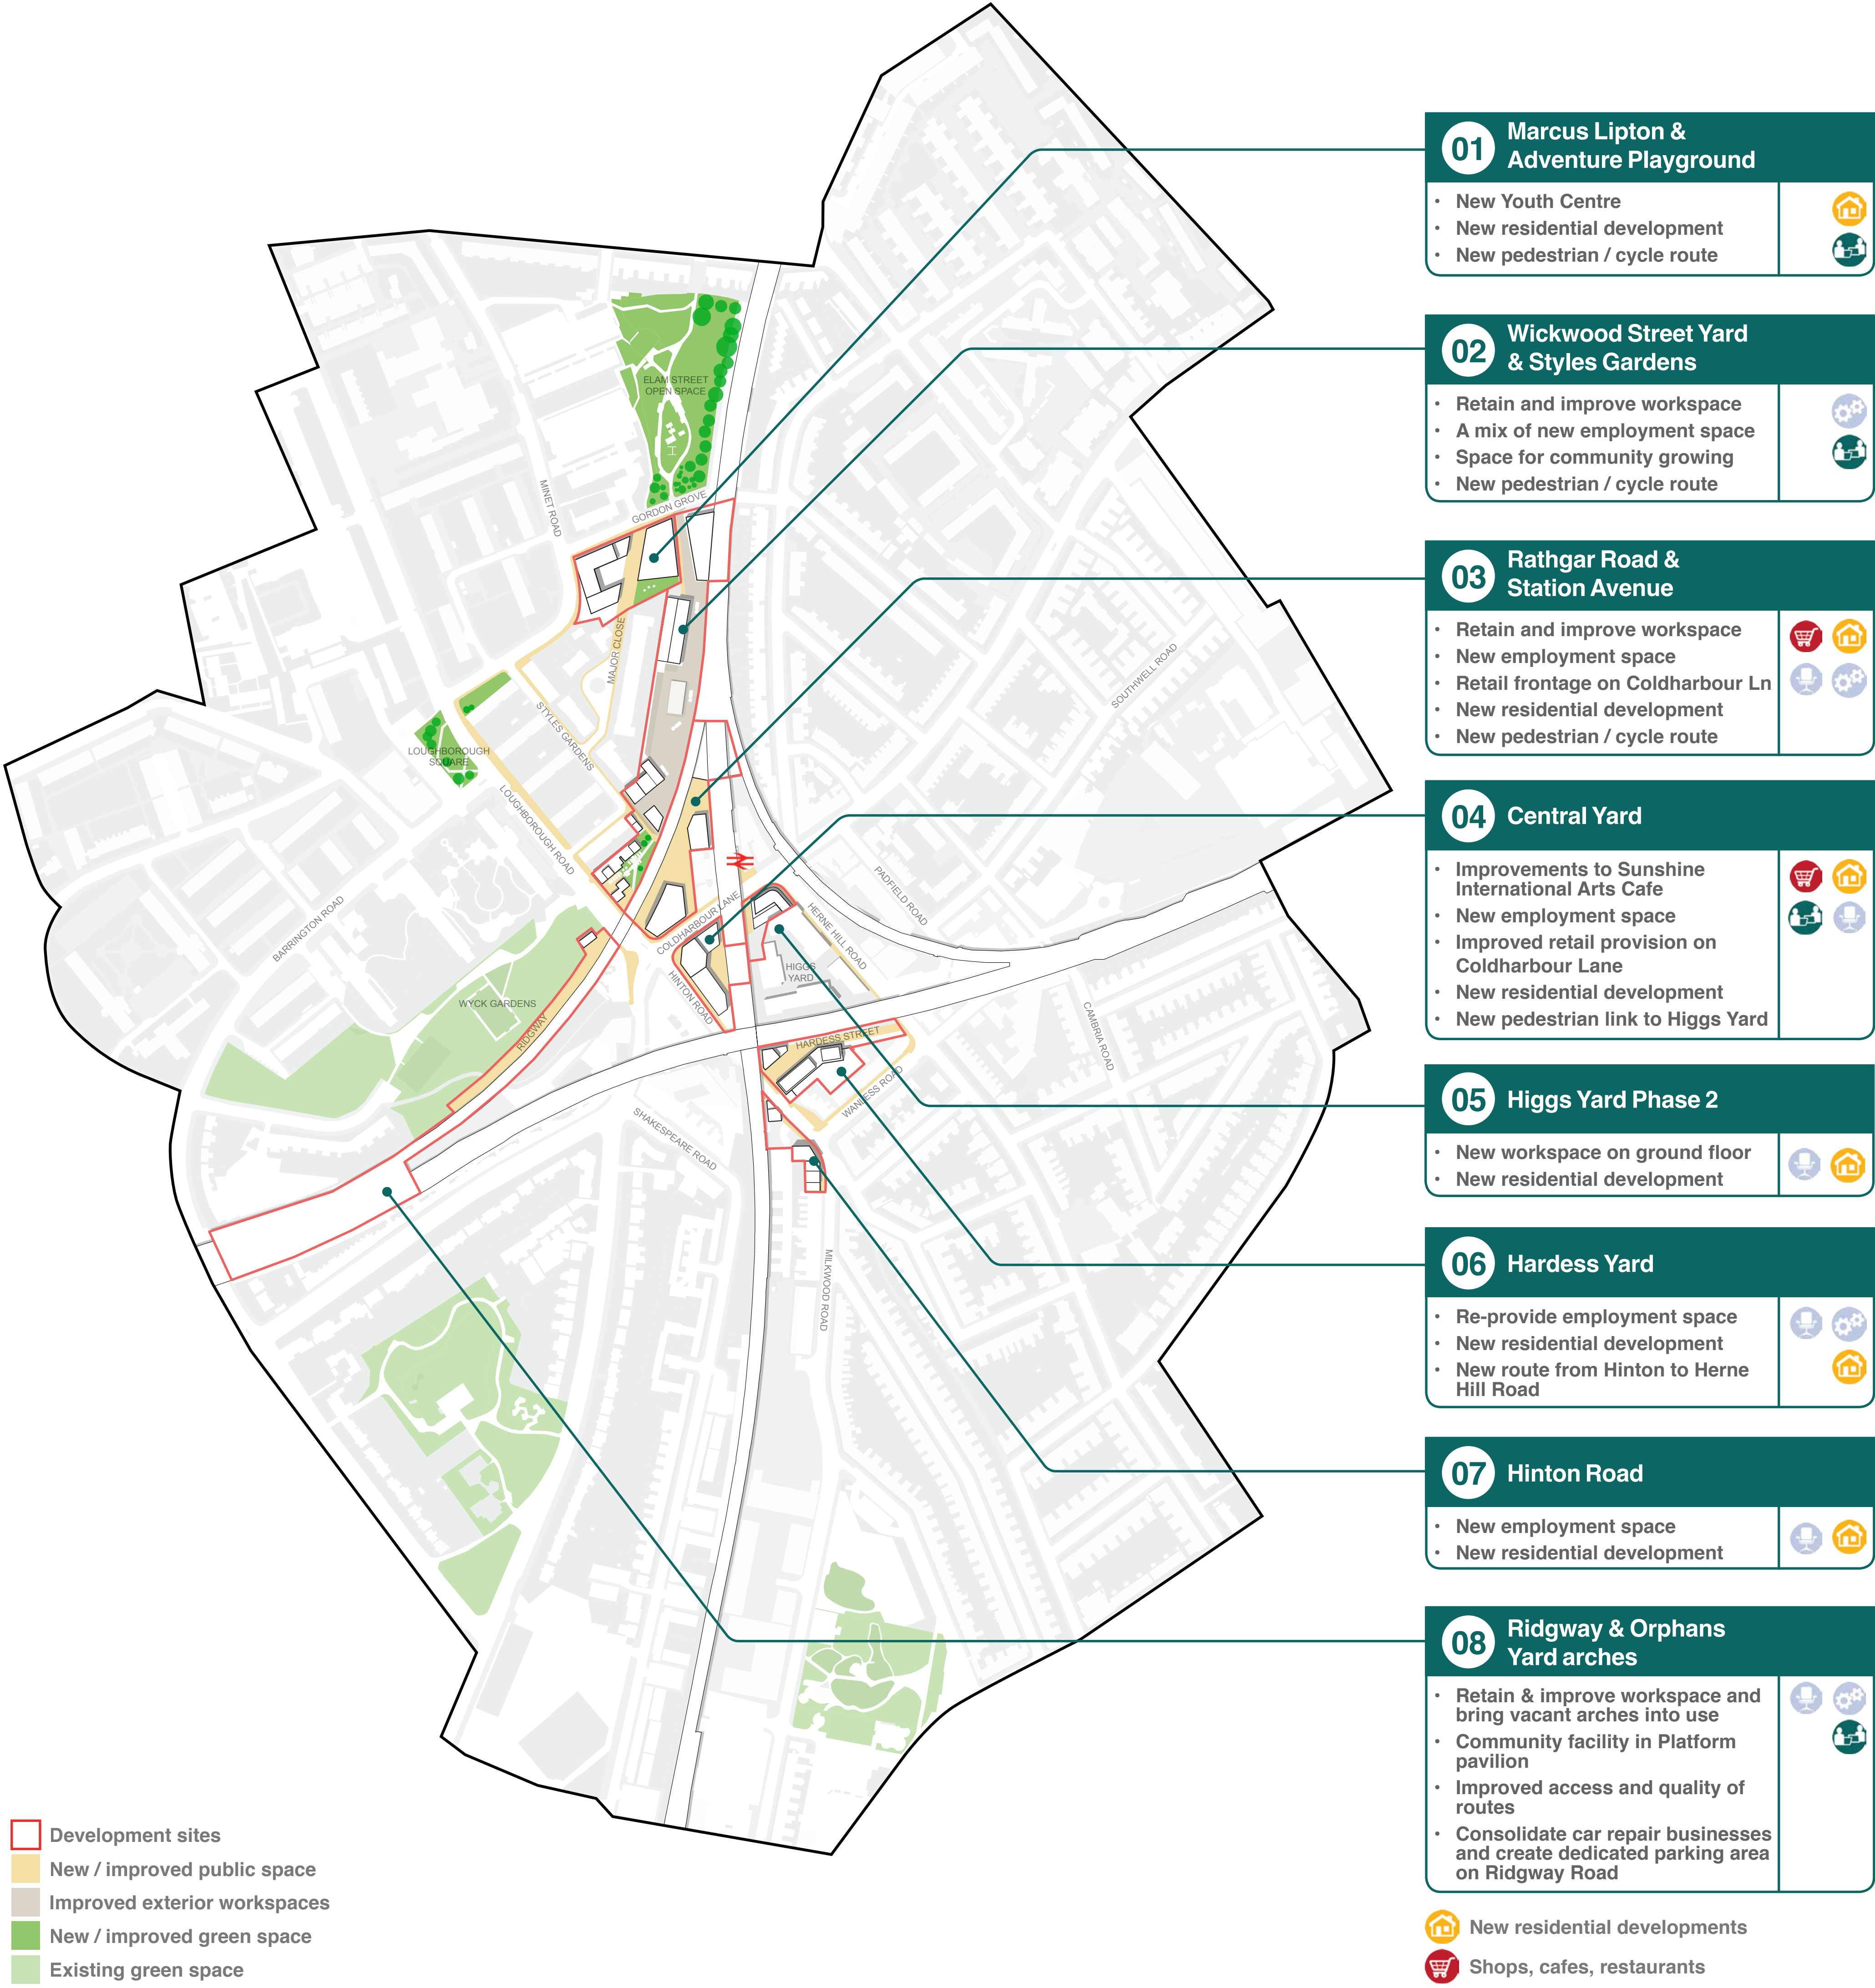 01
Marcus Lipton &
Adventure Playground
• New Youth Centre
• New residential development
• New pedestrian / cycle route
02
Wickwood Street Yard
& Styles Gardens
• Retain and improve workspace
• A mix of new employment space
• Space for community growing
• New pedestrian / cycle route
03
Rathgar Road &
Station Avenue
• Retain and improve workspace
• New employment space
• Retail frontage on Coldharbour Ln
• New residential development
• New pedestrian / cycle route
04
Central Yard
• Improvements to Sunshine
International Arts Cafe
• New employment space
• Improved retail provision on
Coldharbour Lane
• New residential development
• New pedestrian link to Higgs Yard
05
Higgs Yard Phase 2
• New workspace on ground floor
• New residential development
06
Hardess Yard
• Re-provide employment space
• New residential development
• New route from Hinton to Herne
Hill Road
07
Hinton Road
• New employment space
• New residential development
08
Ridgway & Orphans
Yard arches
• Retain & improve workspace and
bring vacant arches into use
• Community facility in Platform
pavilion
• Improved access and quality of
routes
• Consolidate car repair businesses
and create dedicated parking area
on Ridgway Road
New residential developments
Shops, cafes, restaurants
ELAM STREET
OPEN SPACE
MINET ROAD
GORDON GROVE
MAJOR CLOSE
STYLES GARDENS
SOUTHWELL ROAD
LOUGHBOROUGH
SQUARE
LOUGHBOROUGH ROAD
BARRINGTON ROAD
COLDHARBOUR LANE
PADFIELD ROAD
HERNE HILL ROAD
HIGGS
YARD
HINTON ROAD
WYCK GARDENS
RIDGWAY
HARDESS STREET
CAMBRIA ROAD
WANLESS ROAD
SHAKESPEARE ROAD
MILKWOOD ROAD
Development sites
New / improved public space
Improved exterior workspaces
New / improved green space
Existing green space